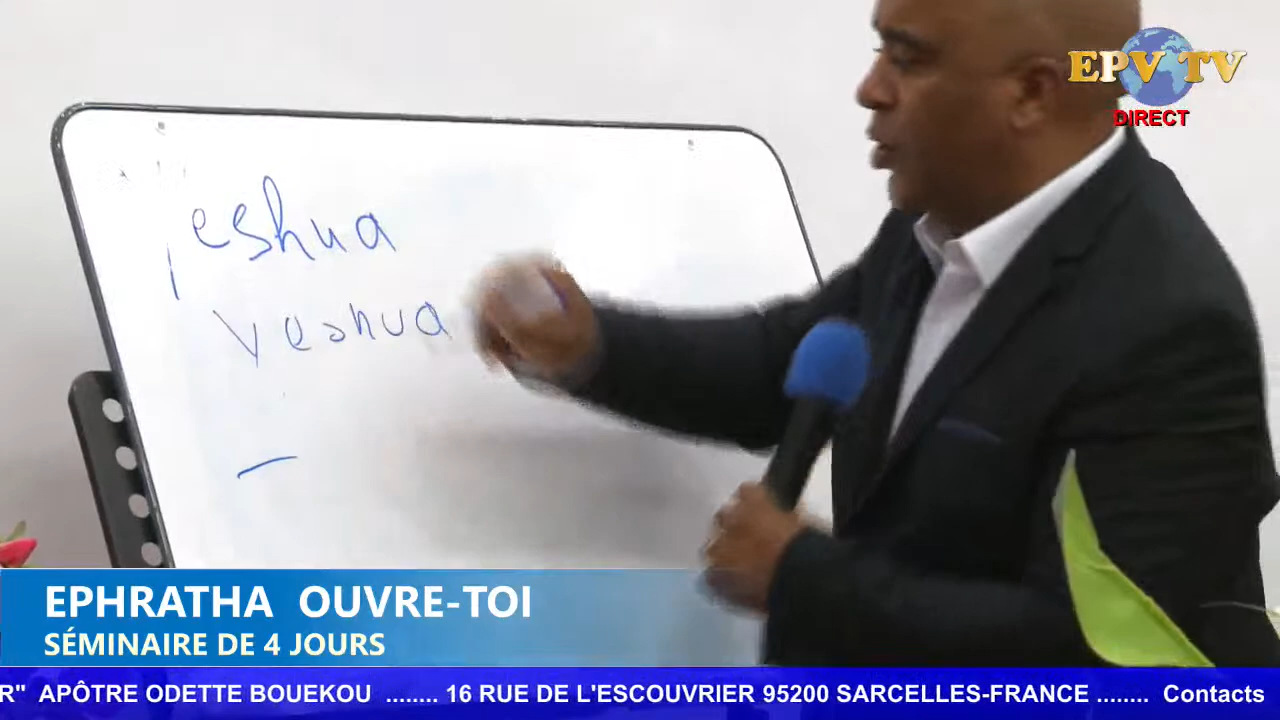 EPV TV
DIRECT
yeshua
Yeshua
EPHRATHA OUVRE-TOI
SÉMINAIRE DE 4 JOURS
R" APÔTRE ODETTE BOUEKOU ........ 16 RUE DE L'ESCOUVRIER 95200 SARCELLES-FRANCE ........ Contacts